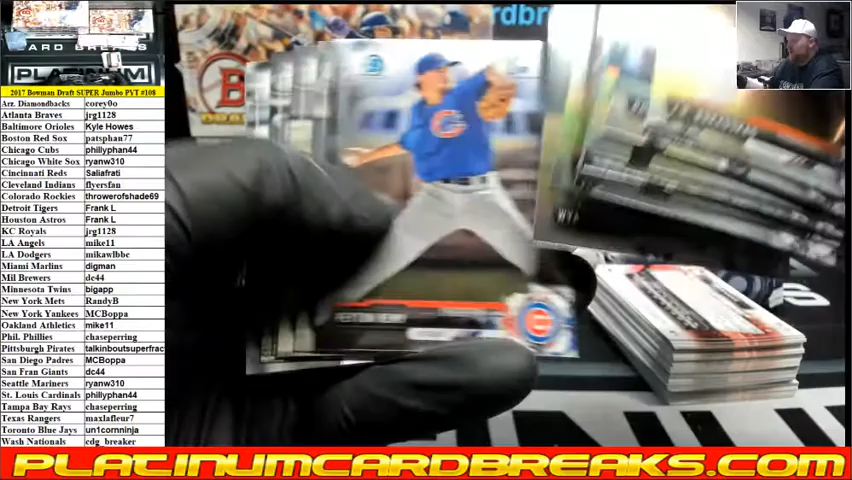 CARD BREAKS
PLATINUM
2017 Bowman Draft SUPER Jumbo PYT #108
Arz. Diamondbacks corey0o
Atlanta Braves jrg1128
Baltimore Orioles Kyle Howes
Boston Red Sox patsphan77
Chicago Cubs phillyphan44
Chicago White Sox ryanw310
Cincinnati Reds Saliafrati
Cleveland Indians flyersfan
Colorado Rockies throwerofshade69
Detroit Tigers Frank L
Houston Astros Frank L
KC Royals jrg1128
LA Angels mike11
LA Dodgers mikawlbbc
Miami Marlins digman
Mil Brewers dc44
Minnesota Twins bigapp
New York Mets RandyB
New York Yankees MCBoppa
Oakland Athletics mike11
Phil. Phillies chaseperring
Pittsburgh Pirates talkinboutsuperfrac
San Diego Padres MCBoppa
San Fran Giants dc44
Seattle Mariners ryanw310
St. Louis Cardinals phillyphan44
Tampa Bay Rays chaseperring
Texas Rangers maxlafleur7
Toronto Blue Jays un1cornninja
Wash Nationals cdg_breaker
rdbr
PLATINUMCARDBREAKS.COM